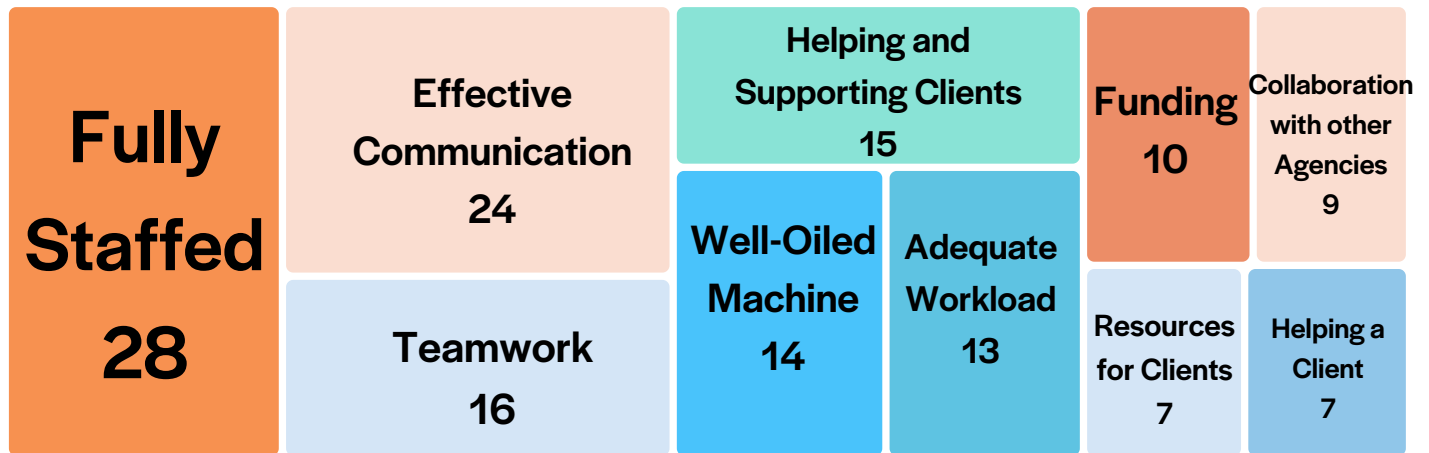 Fully
Staffed
28
Effective
Communication
24
Teamwork
16
Helping and
Supporting Clients
15
Well-Oiled
Machine
14
Adequate
Workload
13
Funding
10
Collaboration
with other
Agencies
9
Resources
for Clients
7
Helping a
Client
7